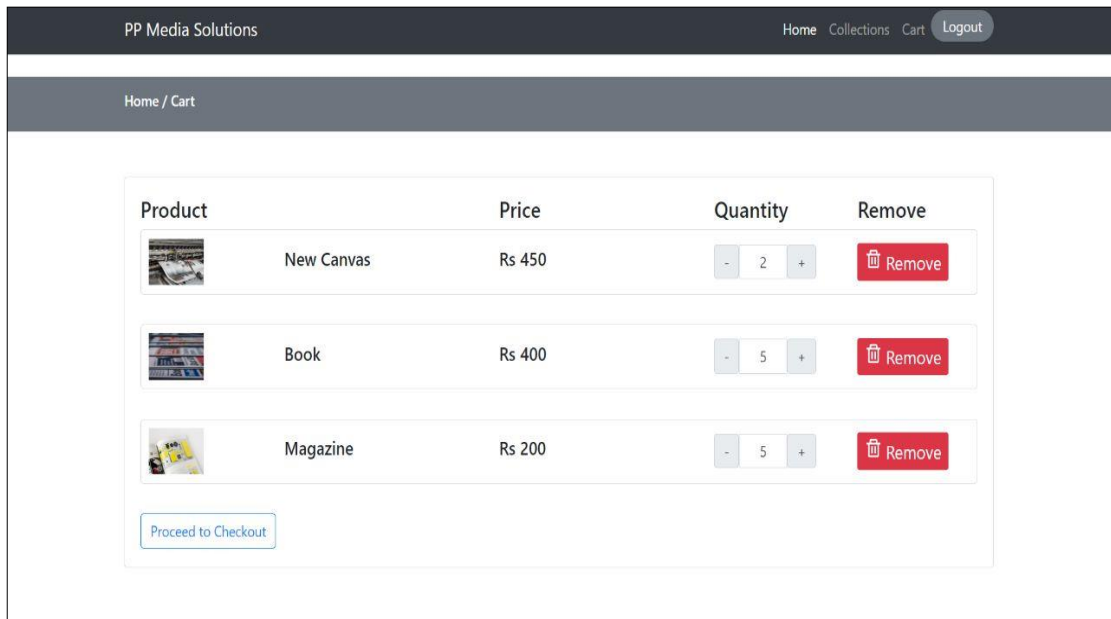 PP Media Solutions Home Collections Cart Logout
Home / Cart
Product Price Quantity Remove
New Canvas Rs 450 - 2 + Remove
Book Rs 400 - 5 + Remove
Magazine Rs 200 - 5 + Remove
Proceed to Checkout